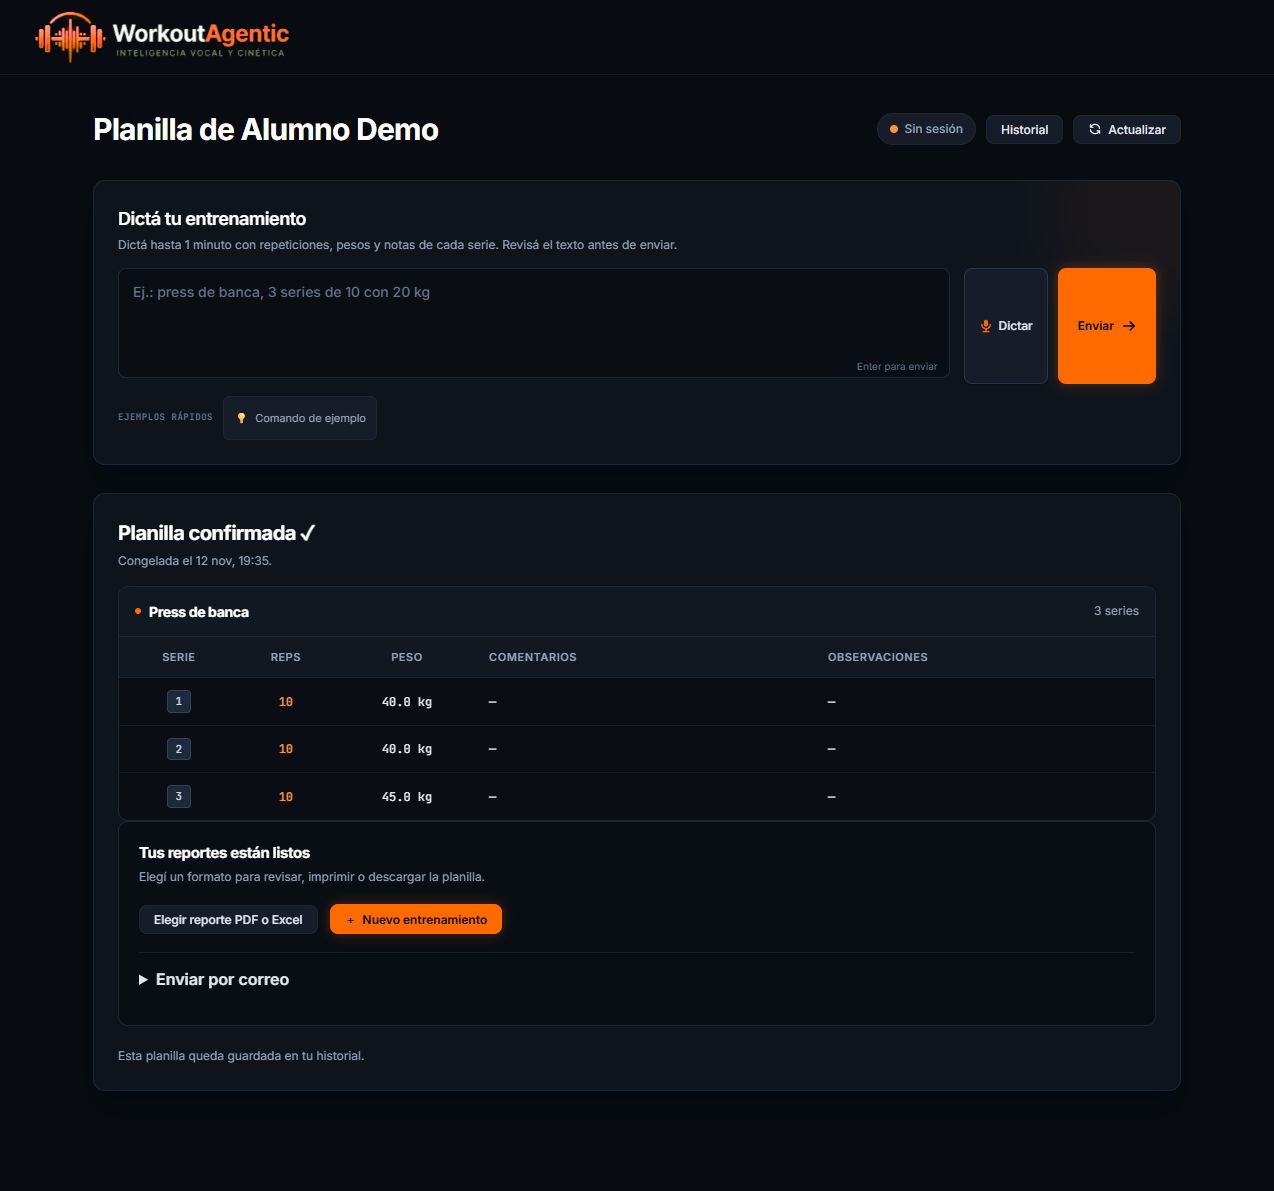 WorkoutAgentic
INTELIGENCIA VOCAL Y CINÉTICA
Planilla de Alumno Demo
Sin sesión
Historial
Actualizar
Dictá tu entrenamiento
Dictá hasta 1 minuto con repeticiones, pesos y notas de cada serie. Revisá el texto antes de enviar.
Ej.: press de banca, 3 series de 10 con 20 kg
Enter para enviar
Dictar
Enviar →
EJEMPLOS RÁPIDOS
Comando de ejemplo
Planilla confirmada ✓
Congelada el 12 nov, 19:35.
Press de banca
3 series
SERIE REPS PESO COMENTARIOS OBSERVACIONES
1 10 40.0 kg — —
2 10 40.0 kg — —
3 10 45.0 kg — —
Tus reportes están listos
Elegí un formato para revisar, imprimir o descargar la planilla.
Elegir reporte PDF o Excel
+ Nuevo entrenamiento
▶ Enviar por correo
Esta planilla queda guardada en tu historial.